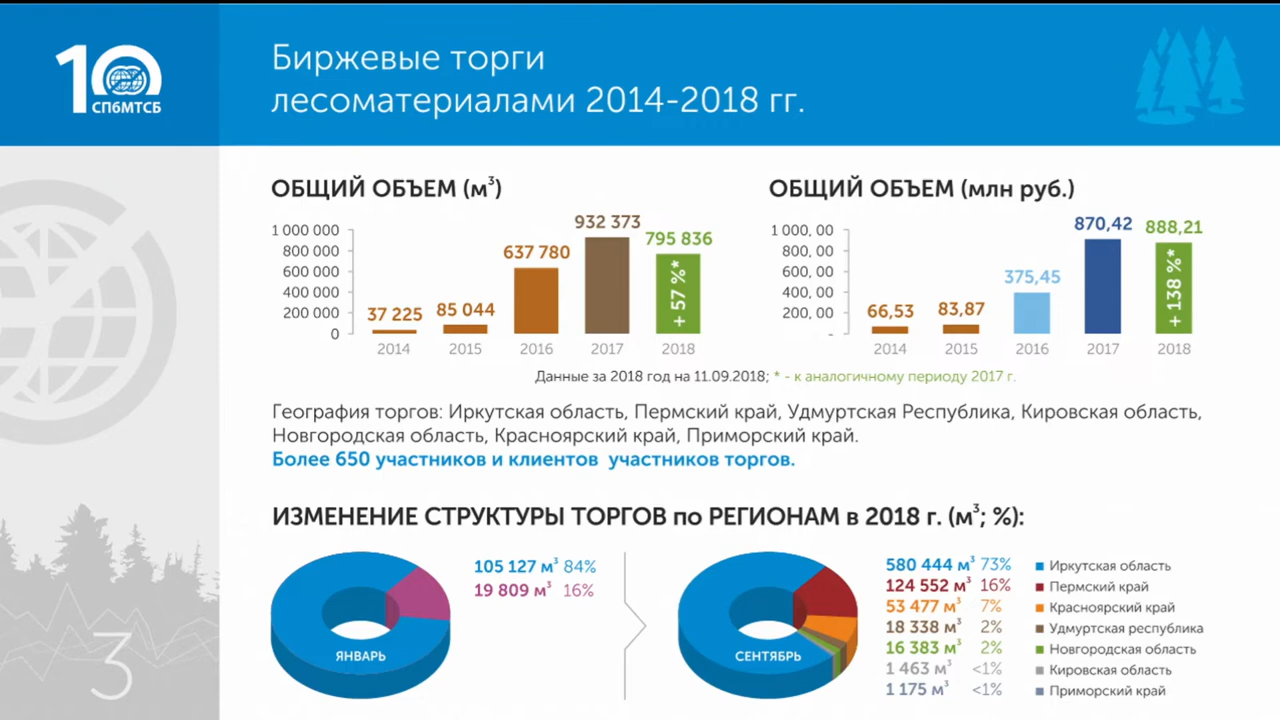 10
СПбМТСБ
Биржевые торги
лесоматериалами 2014-2018 гг.
ОБЩИЙ ОБЪЕМ (м³)
1 000 000
800 000
600 000
400 000
200 000
0
37 225
85 044
637 780
932 373
795 836
+ 57 %*
2014 2015 2016 2017 2018
ОБЩИЙ ОБЪЕМ (млн руб.)
1 000, 00
800, 00
600, 00
400, 00
200, 00
-
66,53
83,87
375,45
870,42
888,21
+ 138 %*
2014 2015 2016 2017 2018
Данные за 2018 год на 11.09.2018; * - к аналогичному периоду 2017 г.
География торгов: Иркутская область, Пермский край, Удмуртская Республика, Кировская область,
Новгородская область, Красноярский край, Приморский край.
Более 650 участников и клиентов участников торгов.
ИЗМЕНЕНИЕ СТРУКТУРЫ ТОРГОВ по РЕГИОНАМ в 2018 г. (м³; %):
ЯНВАРЬ
105 127 м³ 84%
19 809 м³ 16%
СЕНТЯБРЬ
580 444 м³ 73% Иркутская область
124 552 м³ 16% Пермский край
53 477 м³ 7% Красноярский край
18 338 м³ 2% Удмуртская республика
16 383 м³ 2% Новгородская область
1 463 м³ <1% Кировская область
1 175 м³ <1% Приморский край
3